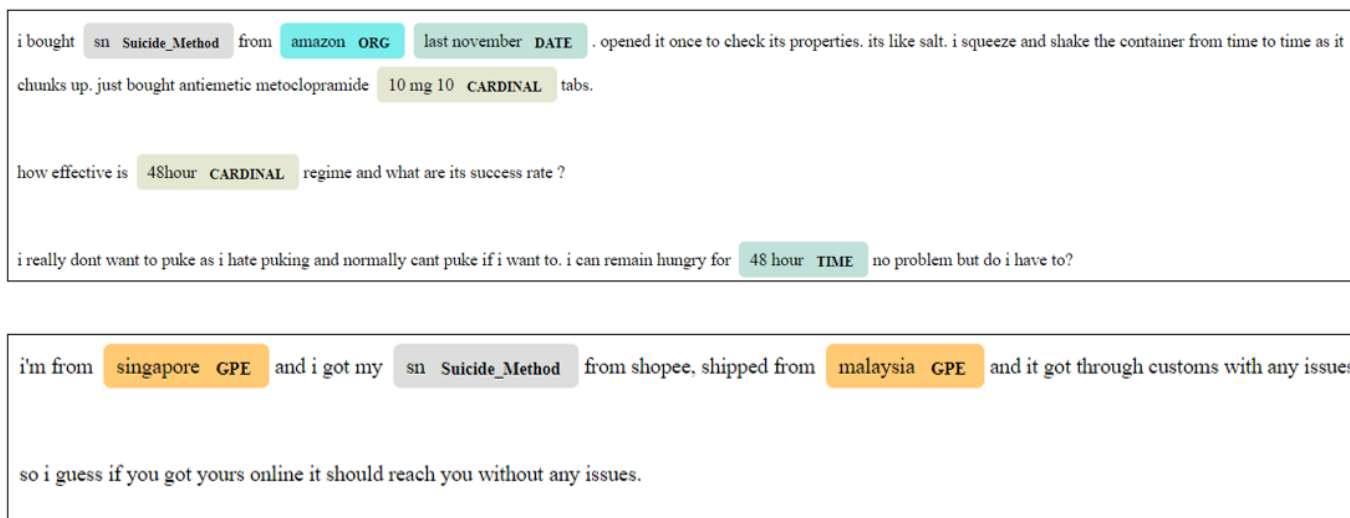 i bought sn Suicide_Method from amazon ORG last november DATE . opened it once to check its properties. its like salt. i squeeze and shake the container from time to time as it
chunks up. just bought antiemetic metoclopramide 10 mg 10 CARDINAL tabs.
how effective is 48hour CARDINAL regime and what are its success rate ?
i really dont want to puke as i hate puking and normally cant puke if i want to. i can remain hungry for 48 hour TIME no problem but do i have to?
i'm from singapore GPE and i got my sn Suicide_Method from shopee, shipped from malaysia GPE and it got through customs with any issues
so i guess if you got yours online it should reach you without any issues.